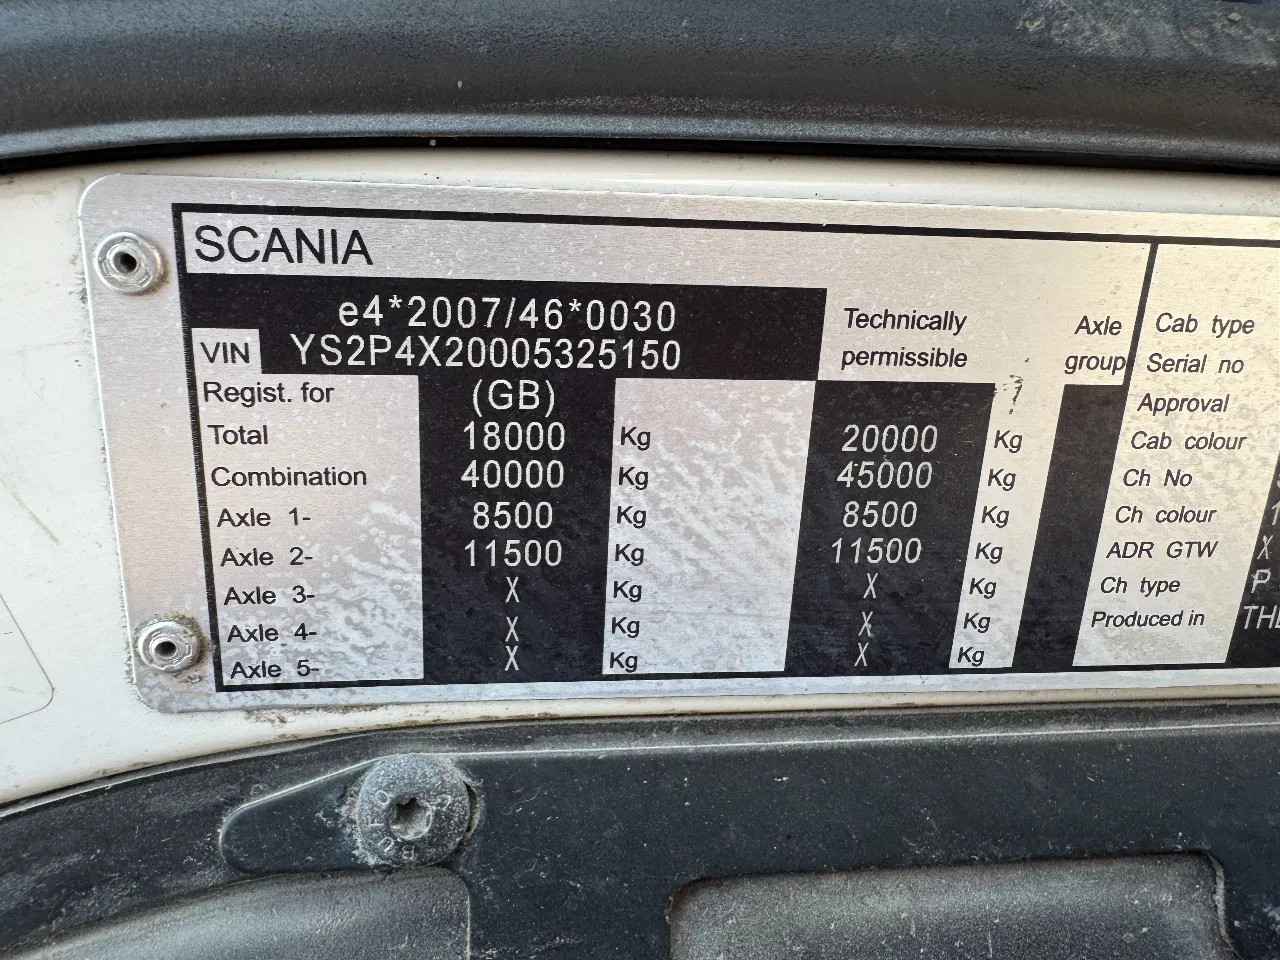 SCANIA
e4*2007/46*0030
VIN YS2P4X20005325150
Regist. for (GB)
Total 18000 Kg 20000 Kg
Combination 40000 Kg 45000 Kg
Axle 1- 8500 Kg 8500 Kg
Axle 2- 11500 Kg 11500 Kg
Axle 3- X Kg X Kg
Axle 4- X Kg X Kg
Axle 5- X Kg X Kg
Technically
permissible
Axle
group
Cab type
Serial no
Approval
Cab colour
Ch No
Ch colour 1
ADR GTW X
Ch type P
Produced in
BUL